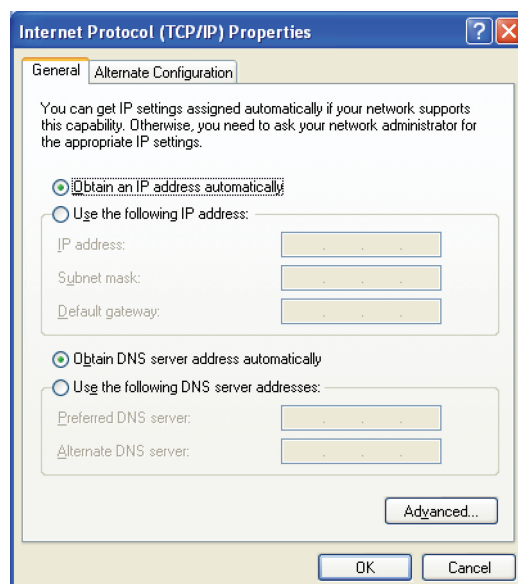 Internet Protocol (TCP/IP) Properties
General
Alternate Configuration
You can get IP settings assigned automatically if your network supports
this capability. Otherwise, you need to ask your network administrator for
the appropriate IP settings.
Obtain an IP address automatically
Use the following IP address:
IP address:
Subnet mask:
Default gateway:
Obtain DNS server address automatically
Use the following DNS server addresses:
Preferred DNS server:
Alternate DNS server:
Advanced...
OK
Cancel